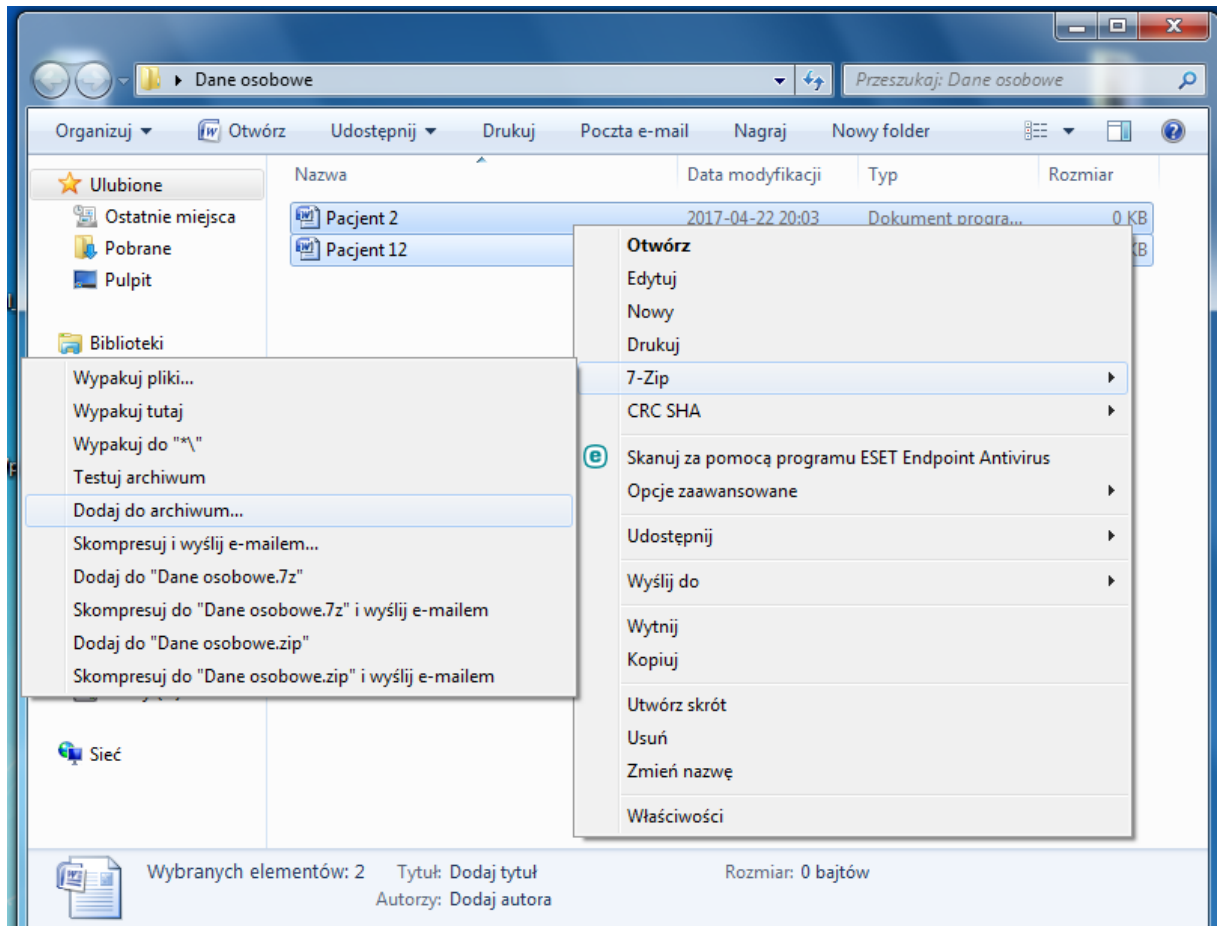 Dane osobowe
Przeszukaj: Dane osobowe
Organizuj Otwórz Udostępnij Drukuj Poczta e-mail Nagraj Nowy folder
Nazwa Data modyfikacji Typ Rozmiar
Ulubione
Ostatnie miejsca
Pobrane
Pulpit
Biblioteki
Sieć
Pacjent 2 2017-04-22 20:03 Dokument progra... 0 KB
Pacjent 12 KB
Otwórz
Edytuj
Nowy
Drukuj
7-Zip
CRC SHA
Skanuj za pomocą programu ESET Endpoint Antivirus
Opcje zaawansowane
Udostępnij
Wyślij do
Wytnij
Kopiuj
Utwórz skrót
Usuń
Zmień nazwę
Właściwości
Wypakuj pliki...
Wypakuj tutaj
Wypakuj do "*\"
Testuj archiwum
Dodaj do archiwum...
Skompresuj i wyślij e-mailem...
Dodaj do "Dane osobowe.7z"
Skompresuj do "Dane osobowe.7z" i wyślij e-mailem
Dodaj do "Dane osobowe.zip"
Skompresuj do "Dane osobowe.zip" i wyślij e-mailem
Wybranych elementów: 2 Tytuł: Dodaj tytuł Rozmiar: 0 bajtów
Autorzy: Dodaj autora